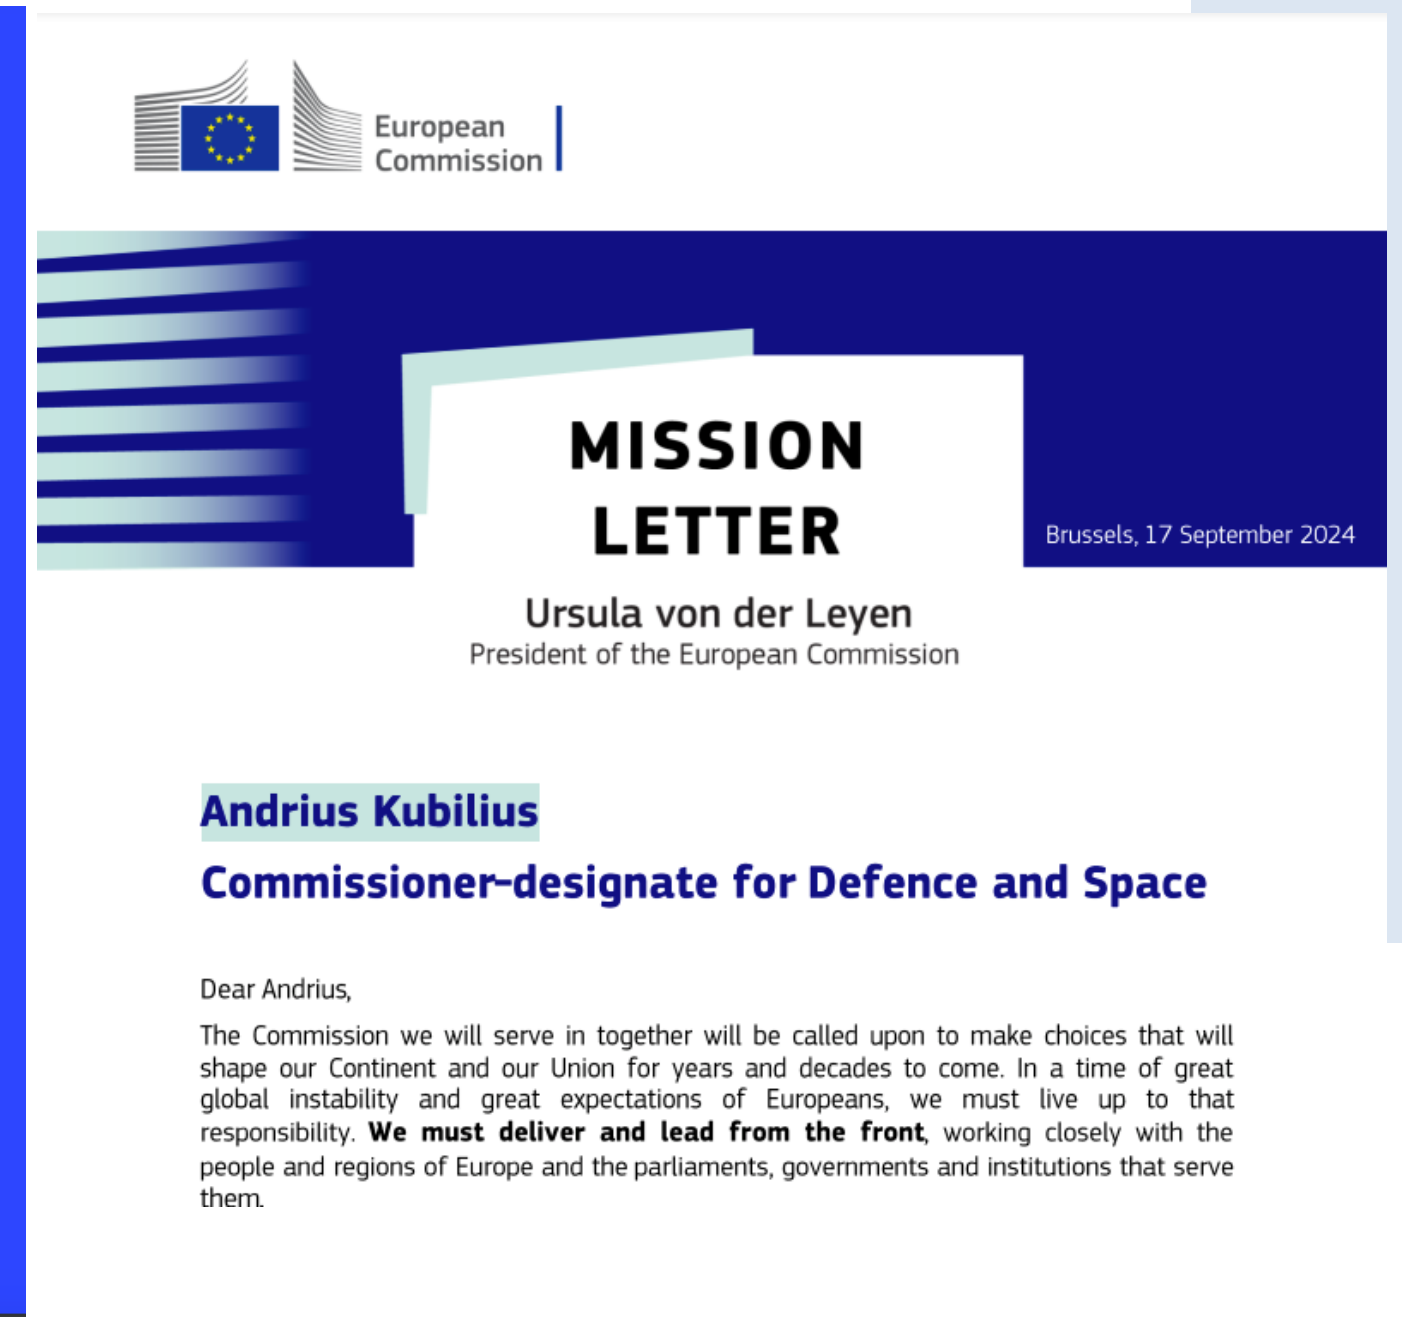 European
Commission
MISSION
LETTER
Brussels, 17 September 2024
Ursula von der Leyen
President of the European Commission
Andrius Kubilius
Commissioner-designate for Defence and Space
Dear Andrius,
The Commission we will serve in together will be called upon to make choices that will
shape our Continent and our Union for years and decades to come. In a time of great
global instability and great expectations of Europeans, we must live up to that
responsibility. We must deliver and lead from the front, working closely with the
people and regions of Europe and the parliaments, governments and institutions that serve
them.